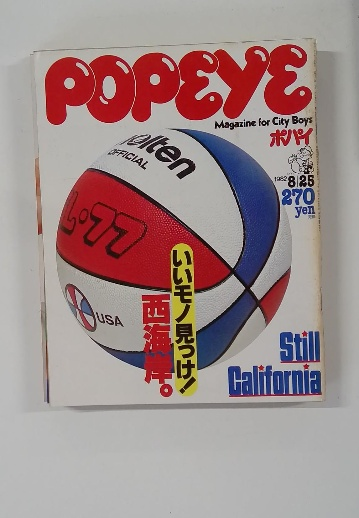 POPEYE
Magazine for City Boys
ポパイ
1982 8/25
270
yen
molten
OFFICIAL
L-77
USA
いいモノ見っけ!
西海岸。
Still
California